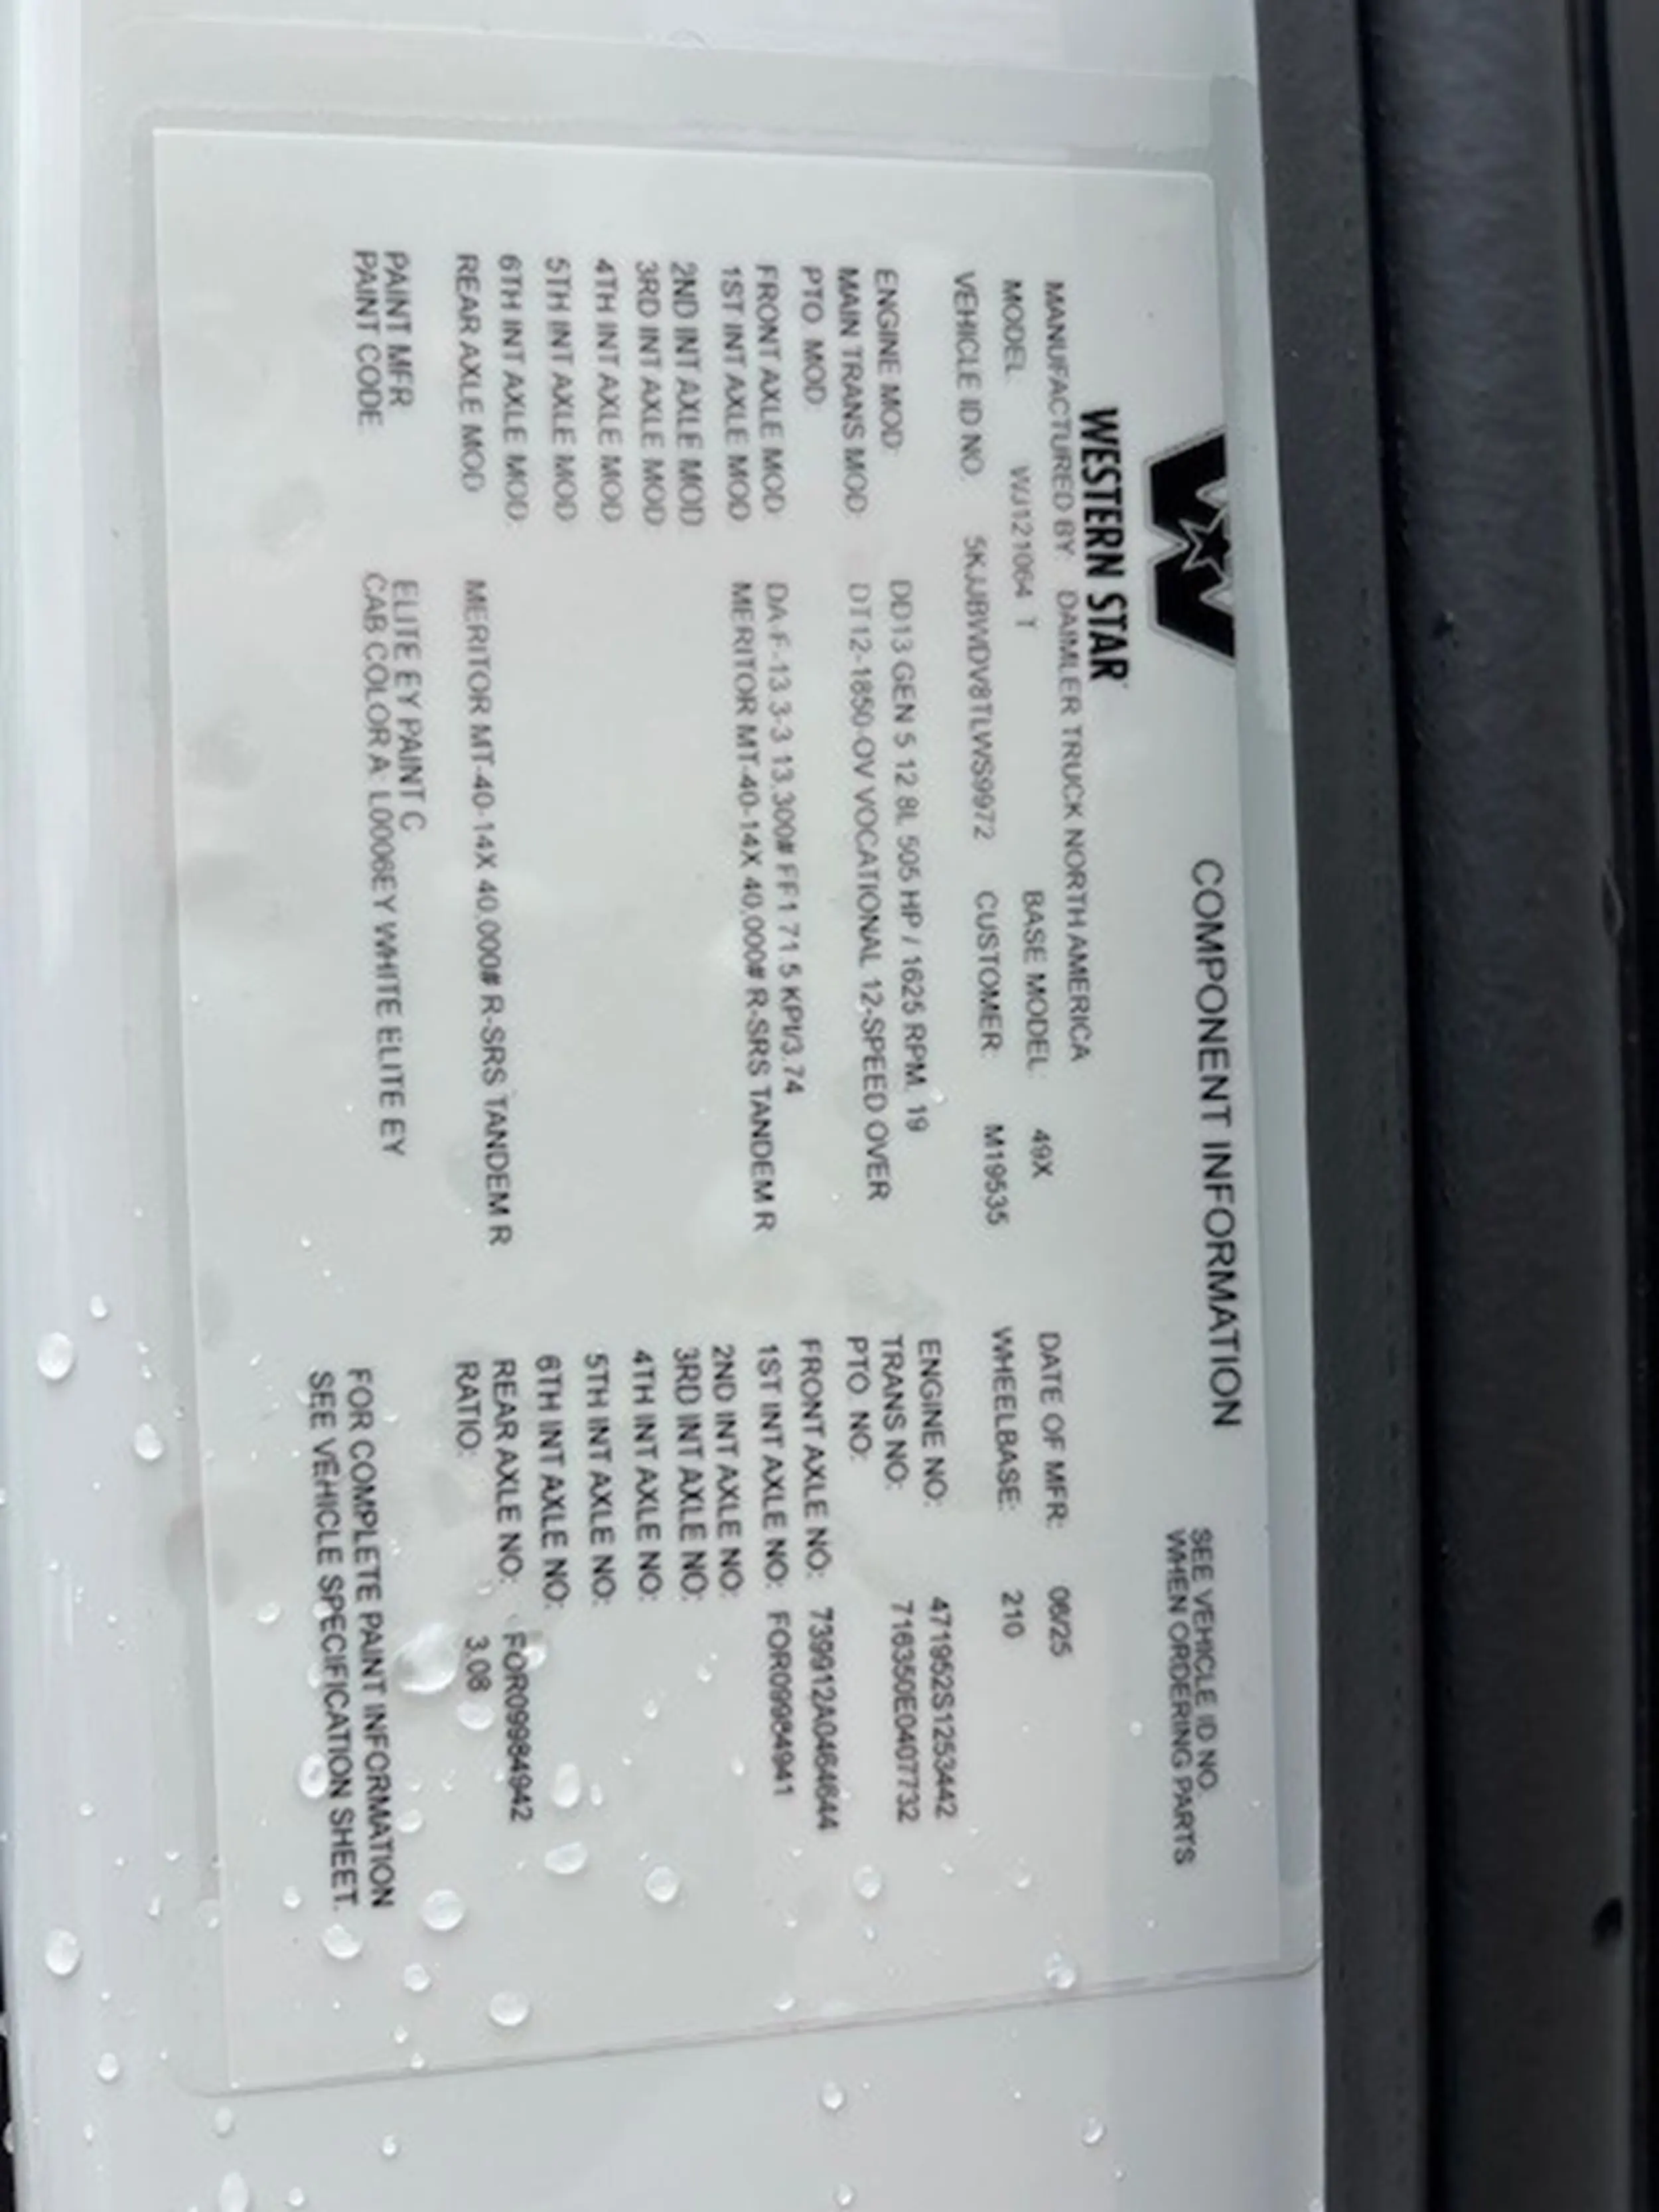 WESTERN STAR
COMPONENT INFORMATION
SEE VEHICLE ID NO.
WHEN ORDERING PARTS
MANUFACTURED BY DAIMLER TRUCK NORTH AMERICA DATE OF MFR: 06/25
MODEL WJ121064 T BASE MODEL: 49X WHEELBASE: 210
VEHICLE ID NO 5KJJBWDV8TLWS9972 CUSTOMER: M19535
ENGINE MOD: DD13 GEN 5 12.8L 505 HP / 1625 RPM. 19 ENGINE NO: 471952S1253442
MAIN TRANS MOD: DT12-1850-OV VOCATIONAL 12-SPEED OVER TRANS NO: 716350E0407732
PTO. MOD: PTO. NO:
FRONT AXLE MOD: DA F-13.3-3 13,300# FF1 71.5 KPI/3.74 FRONT AXLE NO: 739912A0464644
1ST INT AXLE MOD MERITOR MT-40-14X 40,000# R-SRS TANDEM R 1ST INT AXLE NO: FOR09984941
2ND INT AXLE MOD 2ND INT AXLE NO:
3RD INT AXLE MOD 3RD INT AXLE NO:
4TH INT AXLE MOD 4TH INT AXLE NO:
5TH INT AXLE MOD 5TH INT AXLE NO:
6TH INT AXLE MOD: 6TH INT AXLE NO:
REAR AXLE MOD MERITOR MT-40-14X 40,000# R-SRS TANDEM R REAR AXLE NO: FOR09984942
RATIO: 3.08
PAINT MFR ELITE EY PAINT C
PAINT CODE: CAB COLOR A: L0006EY WHITE ELITE EY
FOR COMPLETE PAINT INFORMATION
SEE VEHICLE SPECIFICATION SHEET.